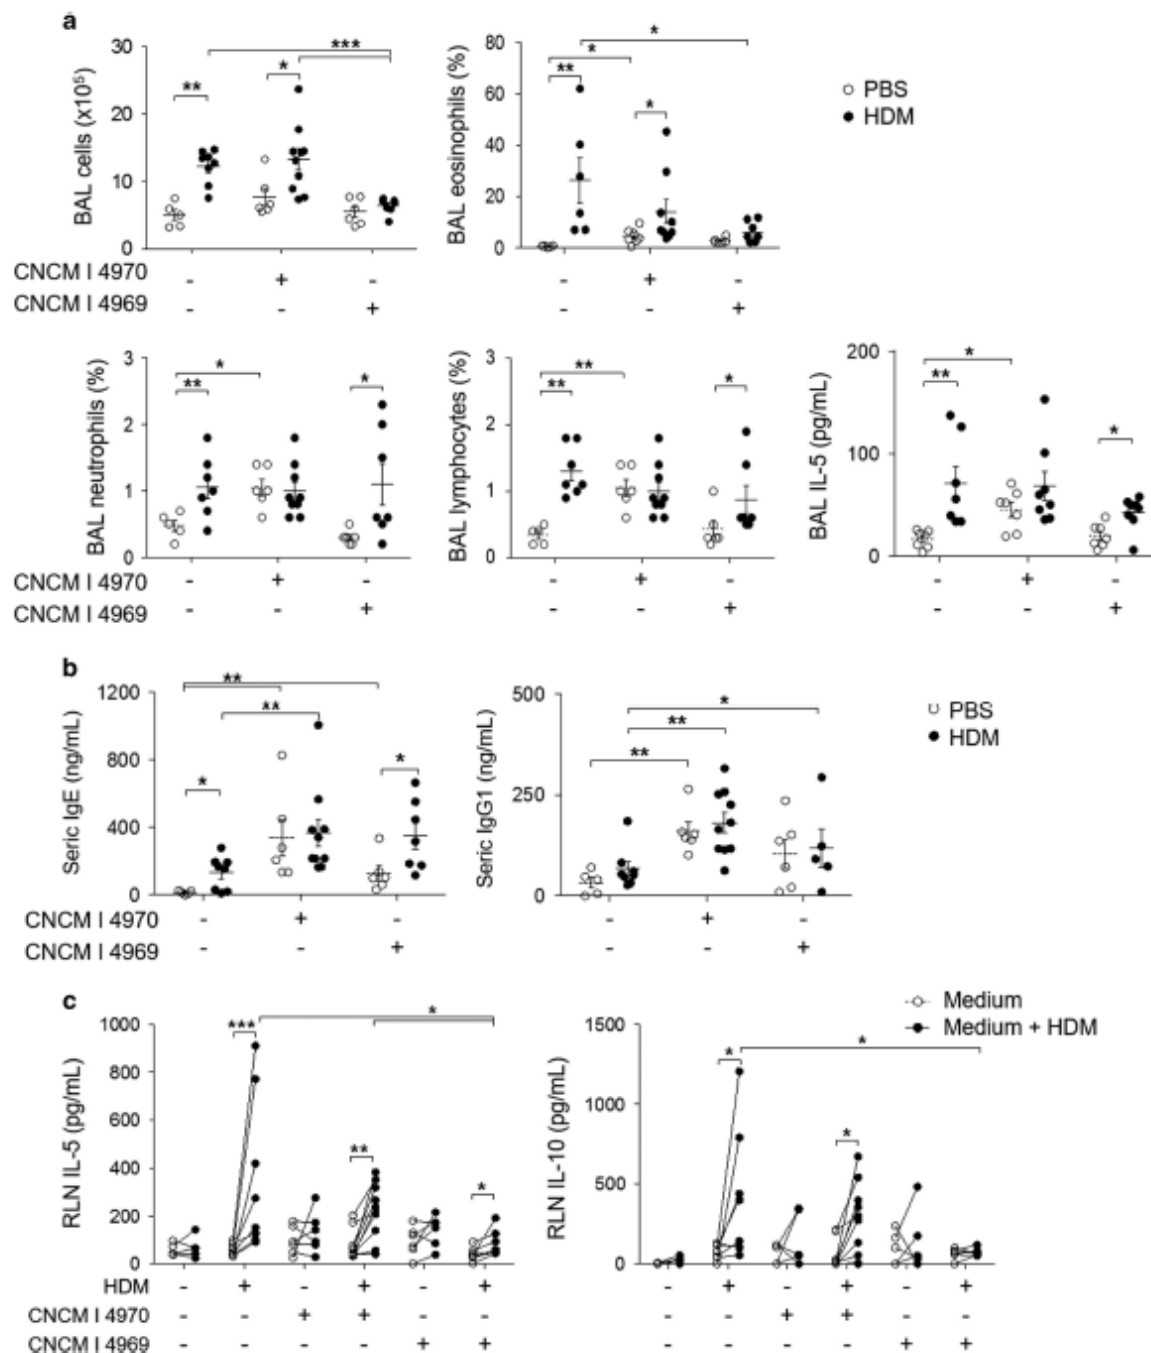 a
BAL cells (x10⁵)
30
20
10
0
**
*
***
BAL eosinophils (%)
80
60
40
20
0
**
*
*
*
PBS
HDM
CNCM I 4970 - + - - + -
CNCM I 4969 - - + - - +
BAL neutrophils (%)
3
2
1
0
**
*
*
BAL lymphocytes (%)
3
2
1
0
**
**
*
BAL IL-5 (pg/mL)
200
100
0
**
*
*
CNCM I 4970 - + - - + - - + -
CNCM I 4969 - - + - - + - - +
b
Seric IgE (ng/mL)
1200
800
400
0
*
**
**
*
Seric IgG1 (ng/mL)
500
250
0
**
**
*
PBS
HDM
CNCM I 4970 - + - - + -
CNCM I 4969 - - + - - +
c
RLN IL-5 (pg/mL)
1000
800
600
400
200
0
***
**
*
*
RLN IL-10 (pg/mL)
1500
1000
500
0
*
*
*
Medium
Medium + HDM
HDM - + - + - + - + - + - +
CNCM I 4970 - - + + - - - - + + - -
CNCM I 4969 - - - - + + - - - - + +